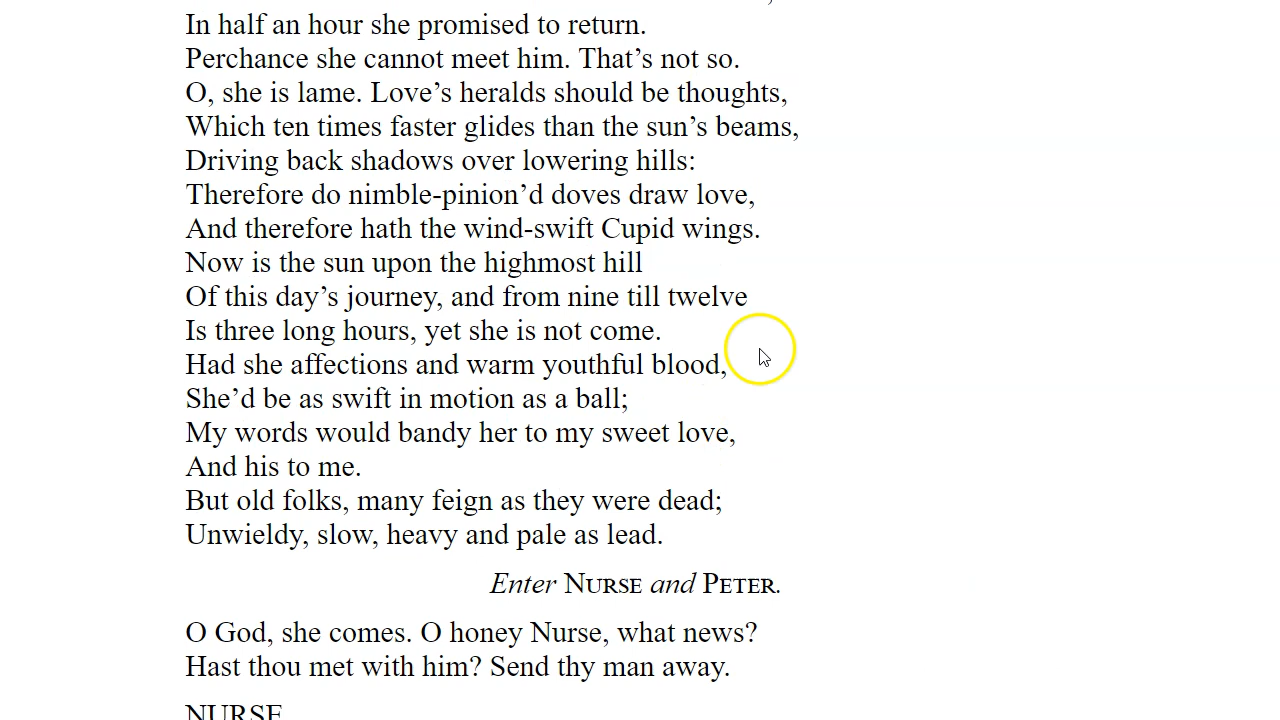 In half an hour she promised to return.
Perchance she cannot meet him. That’s not so.
O, she is lame. Love’s heralds should be thoughts,
Which ten times faster glides than the sun’s beams,
Driving back shadows over lowering hills:
Therefore do nimble-pinion’d doves draw love,
And therefore hath the wind-swift Cupid wings.
Now is the sun upon the highmost hill
Of this day’s journey, and from nine till twelve
Is three long hours, yet she is not come.
Had she affections and warm youthful blood,
She’d be as swift in motion as a ball;
My words would bandy her to my sweet love,
And his to me.
But old folks, many feign as they were dead;
Unwieldy, slow, heavy and pale as lead.
Enter NURSE and PETER.
O God, she comes. O honey Nurse, what news?
Hast thou met with him? Send thy man away.
NURSE